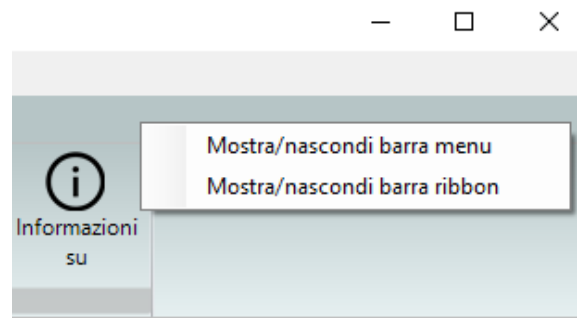 Mostra/nascondi barra menu
Mostra/nascondi barra ribbon
Informazioni
su